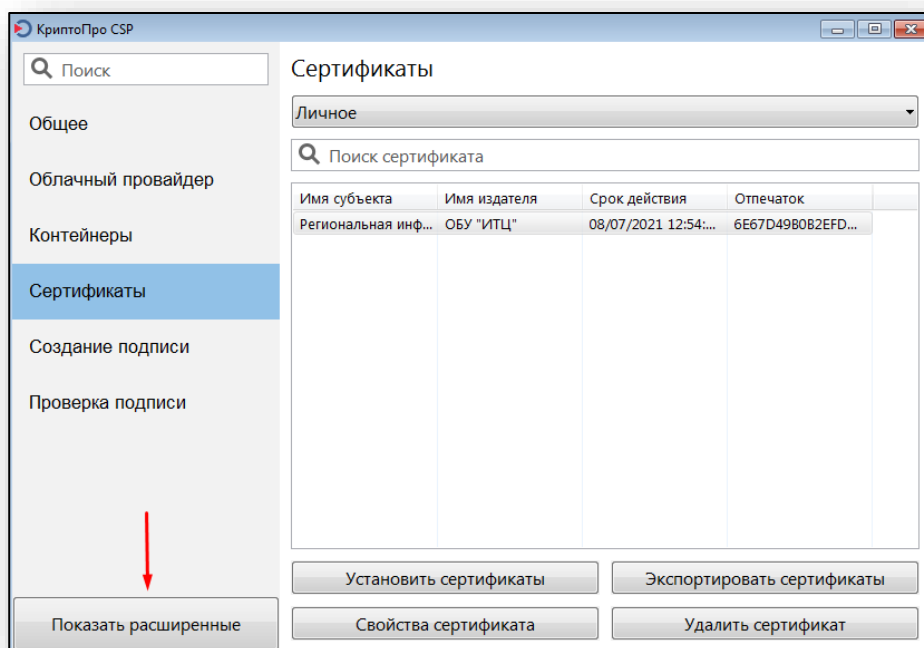 КриптоПро CSP
Поиск
Общее
Облачный провайдер
Контейнеры
Сертификаты
Создание подписи
Проверка подписи
Показать расширенные
Сертификаты
Личное
Поиск сертификата
Имя субъекта Имя издателя Срок действия Отпечаток
Региональная инф... ОБУ "ИТЦ" 08/07/2021 12:54:... 6E67D49B0B2EFD...
Установить сертификаты Экспортировать сертификаты
Свойства сертификата Удалить сертификат